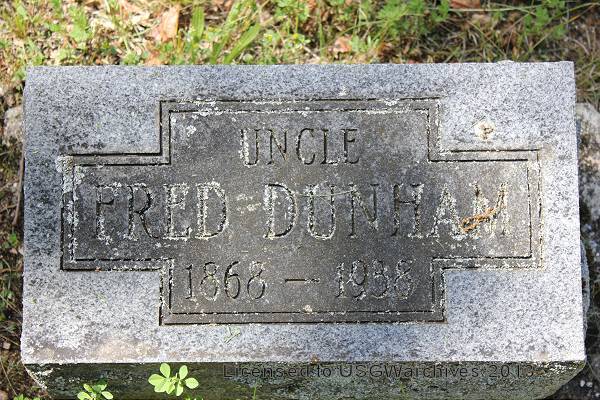 UNCLE
FRED DUNHAM
1868 — 1938
Licensed to USGWarchives 2013